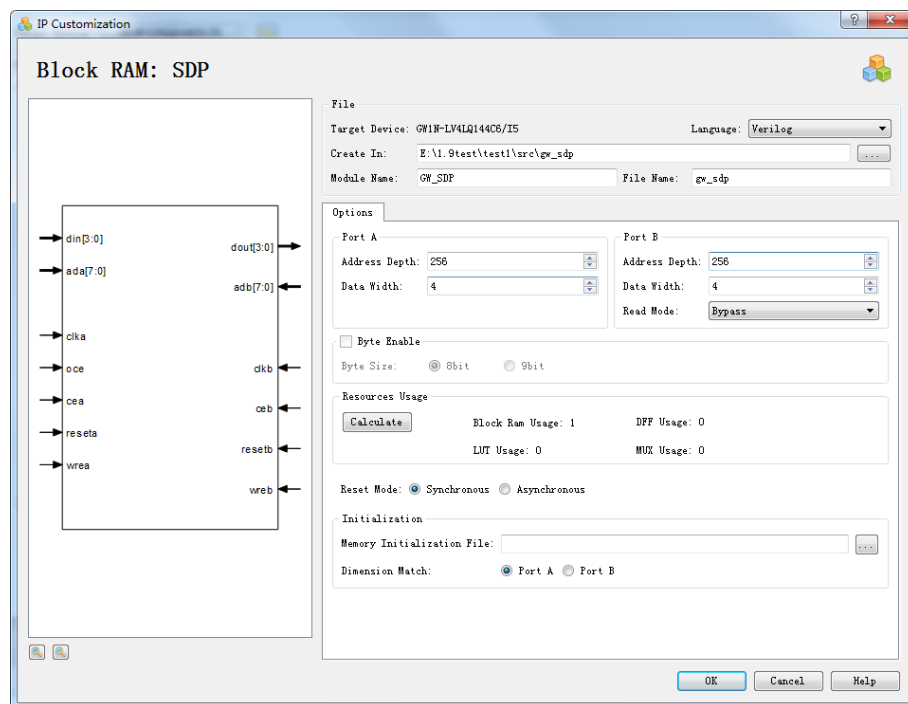 IP Customization
Block RAM: SDP
File
Target Device: GW1N-LV4LQ144C6/I5 Language: Verilog
Create In: E:\1.9test\test1\src\gw_sdp ...
Module Name: GW_SDP File Name: gw_sdp
Options
Port A
Address Depth: 256
Data Width: 4
Port B
Address Depth: 256
Data Width: 4
Read Mode: Bypass
Byte Enable
Byte Size: 8bit 9bit
Resources Usage
Calculate Block Ram Usage: 1 DFF Usage: 0
LUT Usage: 0 MUX Usage: 0
Reset Mode: Synchronous Asynchronous
Initialization
Memory Initialization File: ...
Dimension Match: Port A Port B
din[3:0]
dout[3:0]
ada[7:0]
adb[7:0]
clka
oce
clkb
cea
ceb
reseta
resetb
wrea
wreb
OK Cancel Help